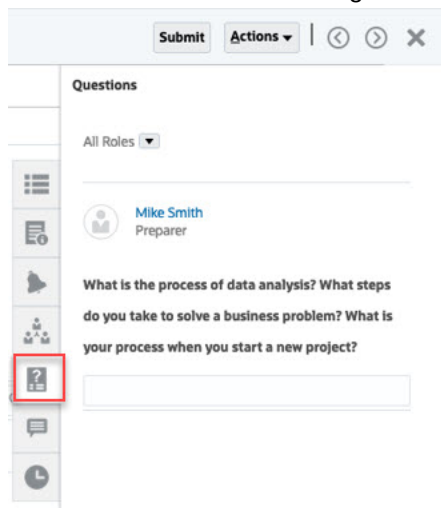 Submit Actions
Questions
All Roles
Mike Smith
Preparer
What is the process of data analysis? What steps
do you take to solve a business problem? What is
your process when you start a new project?
?